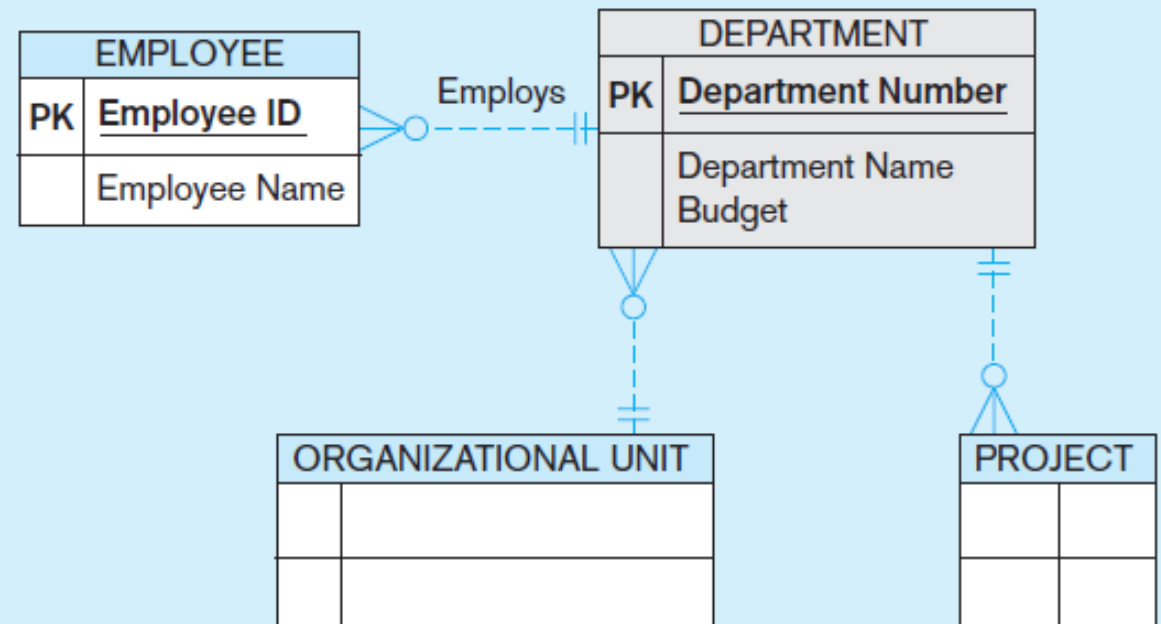 EMPLOYEE
PK Employee ID
Employee Name
Employs
DEPARTMENT
PK Department Number
Department Name
Budget
ORGANIZATIONAL UNIT
PROJECT